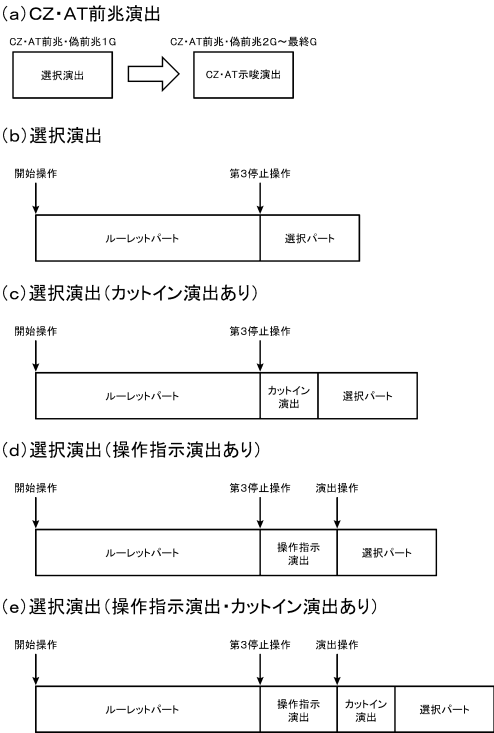 (a)CZ・AT前兆演出
CZ・AT前兆・偽前兆1G
CZ・AT前兆・偽前兆2G～最終G
選択演出
CZ・AT示唆演出
(b)選択演出
開始操作
第3停止操作
ルーレットパート
選択パート
(c)選択演出(カットイン演出あり)
開始操作
第3停止操作
ルーレットパート
カットイン
演出
選択パート
(d)選択演出(操作指示演出あり)
開始操作
第3停止操作
演出操作
ルーレットパート
操作指示
演出
選択パート
(e)選択演出(操作指示演出・カットイン演出あり)
開始操作
第3停止操作
演出操作
ルーレットパート
操作指示
演出
カットイン
演出
選択パート